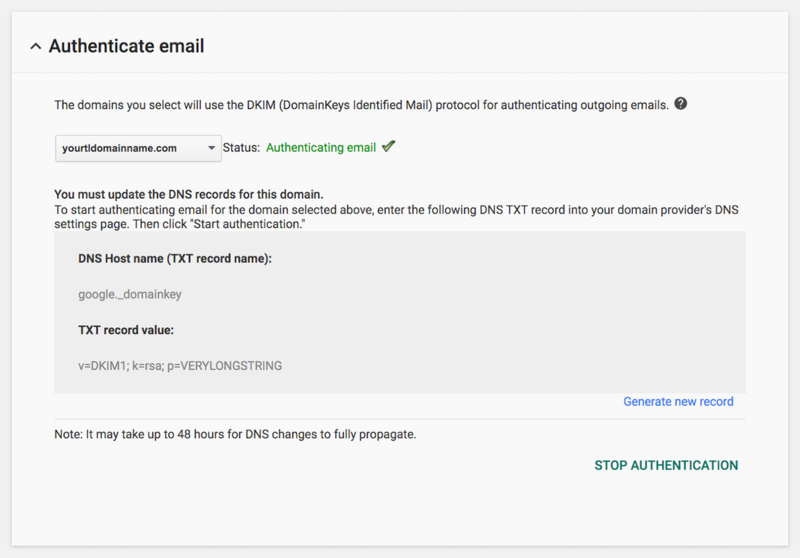 Authenticate email
The domains you select will use the DKIM (DomainKeys Identified Mail) protocol for authenticating outgoing emails. ?
yourtldomainname.com Status: Authenticating email
You must update the DNS records for this domain.
To start authenticating email for the domain selected above, enter the following DNS TXT record into your domain provider's DNS
settings page. Then click "Start authentication."
DNS Host name (TXT record name):
google._domainkey
TXT record value:
v=DKIM1; k=rsa; p=VERYLONGSTRING
Generate new record
Note: It may take up to 48 hours for DNS changes to fully propagate.
STOP AUTHENTICATION